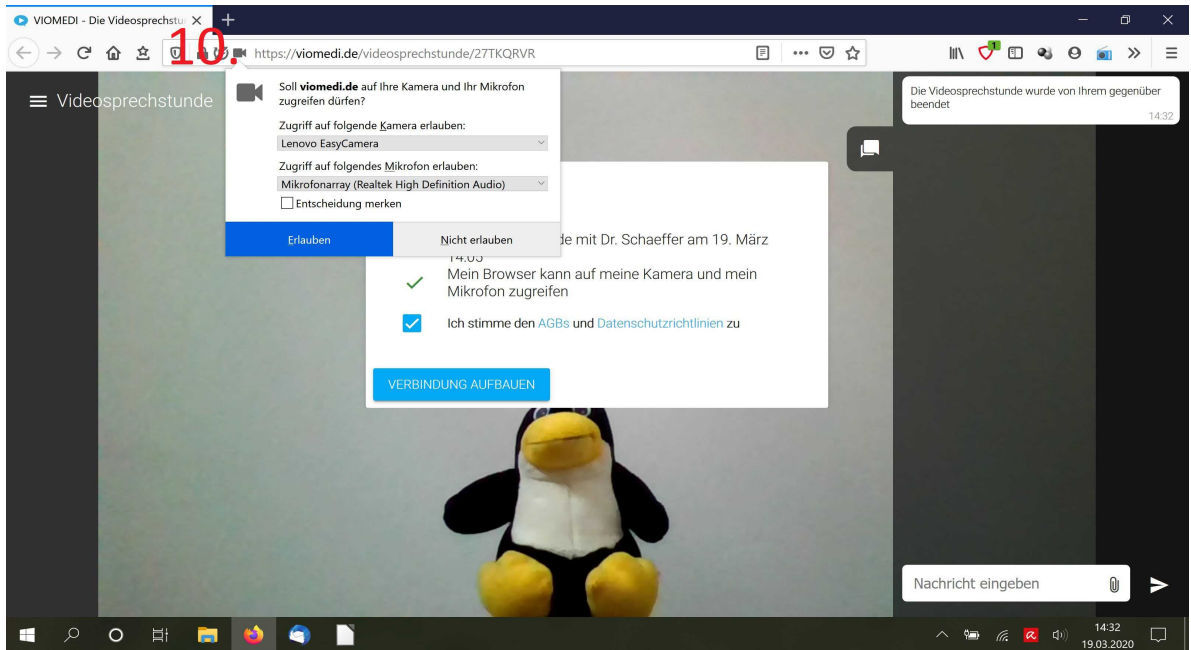 VIOMEDI - Die Videosprechstu
10.
https://viomedi.de/videosprechstunde/27TKQRVR
Videosprechstunde
Soll viomedi.de auf Ihre Kamera und Ihr Mikrofon
zugreifen dürfen?
Zugriff auf folgende Kamera erlauben:
Lenovo EasyCamera
Zugriff auf folgendes Mikrofon erlauben:
Mikrofonarray (Realtek High Definition Audio)
Entscheidung merken
Erlauben
Nicht erlauben
de mit Dr. Schaeffer am 19. März
14:05
Mein Browser kann auf meine Kamera und mein
Mikrofon zugreifen
Ich stimme den AGBs und Datenschutzrichtlinien zu
VERBINDUNG AUFBAUEN
Die Videosprechstunde wurde von Ihrem gegenüber
beendet
14:32
1
Nachricht eingeben
14:32
19.03.2020